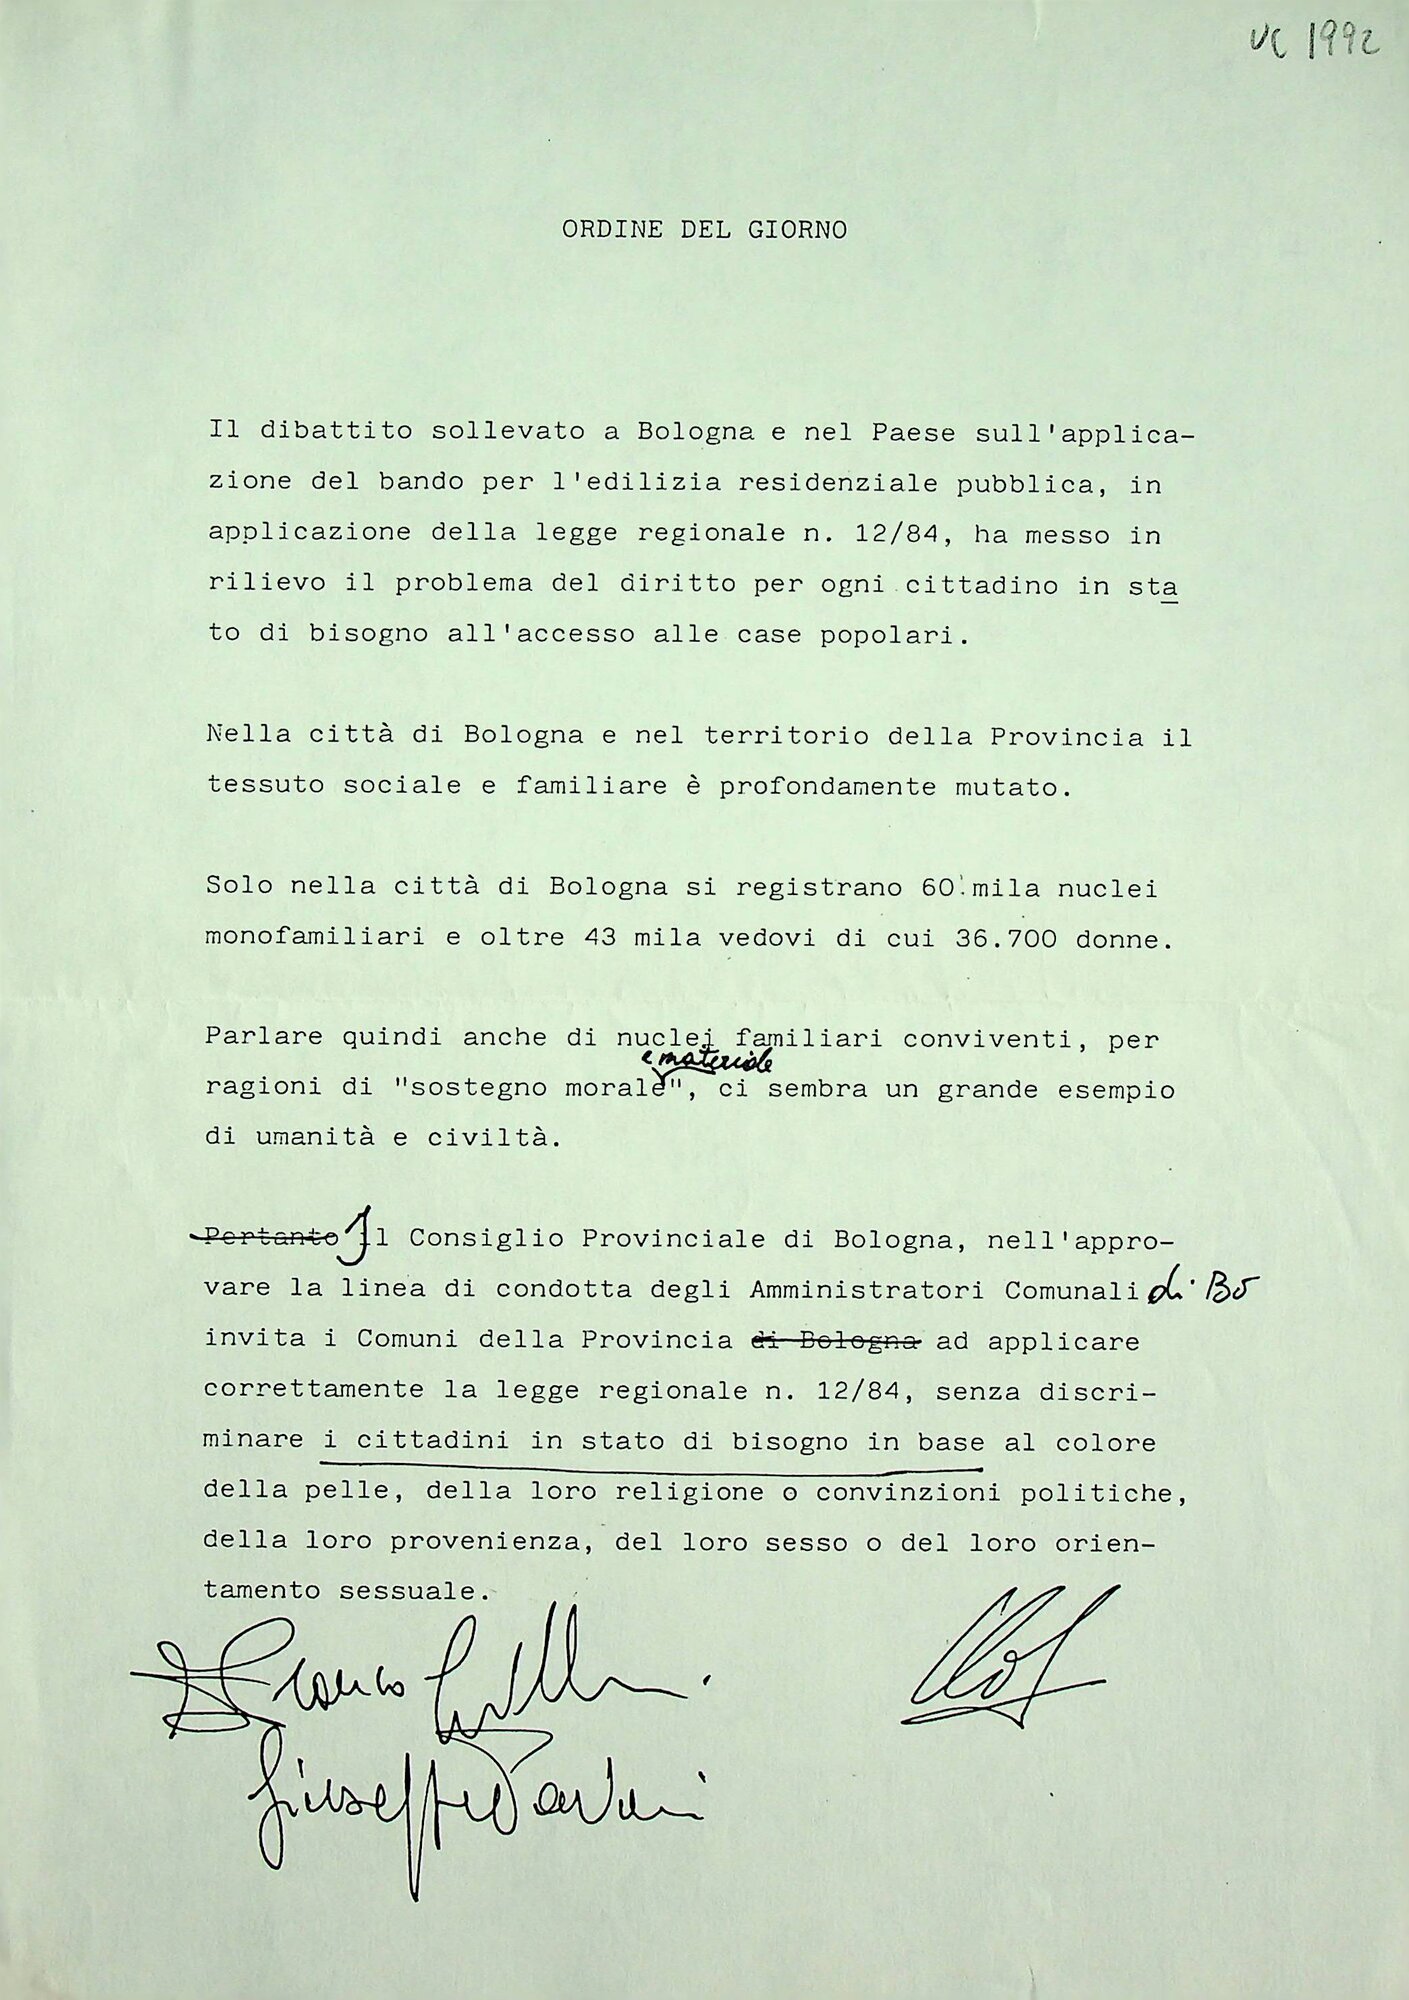 UC 1992
ORDINE DEL GIORNO
Il dibattito sollevato a Bologna e nel Paese sull'applica-
zione del bando per l'edilizia residenziale pubblica, in
applicazione della legge regionale n. 12/84, ha messo in
rilievo il problema del diritto per ogni cittadino in sta
to di bisogno all'accesso alle case popolari.
Nella città di Bologna e nel territorio della Provincia il
tessuto sociale e familiare è profondamente mutato.
Solo nella città di Bologna si registrano 60 mila nuclei
monofamiliari e oltre 43 mila vedovi di cui 36.700 donne.
Parlare quindi anche di nuclei familiari conviventi, per
e materiale
ragioni di "sostegno morale", ci sembra un grande esempio
di umanità e civiltà.
Pertanto Il Consiglio Provinciale di Bologna, nell'appro-
vare la linea di condotta degli Amministratori Comunali di Bo
invita i Comuni della Provincia di Bologna ad applicare
correttamente la legge regionale n. 12/84, senza discri-
minare i cittadini in stato di bisogno in base al colore
della pelle, della loro religione o convinzioni politiche,
della loro provenienza, del loro sesso o del loro orien-
tamento sessuale.
Franco
Giuseppe